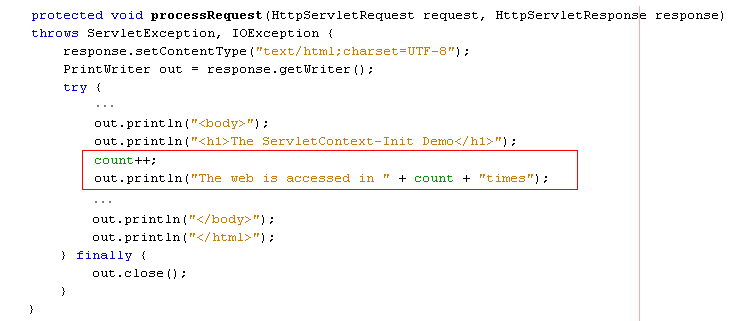 protected void processRequest(HttpServletRequest request, HttpServletResponse response)
throws ServletException, IOException {
response.setContentType("text/html;charset=UTF-8");
PrintWriter out = response.getWriter();
try {
...
out.println("<body>");
out.println("<h1>The ServletContext-Init Demo</h1>");
count++;
out.println("The web is accessed in " + count + "times");
...
out.println("</body>");
out.println("</html>");
} finally {
out.close();
}
}